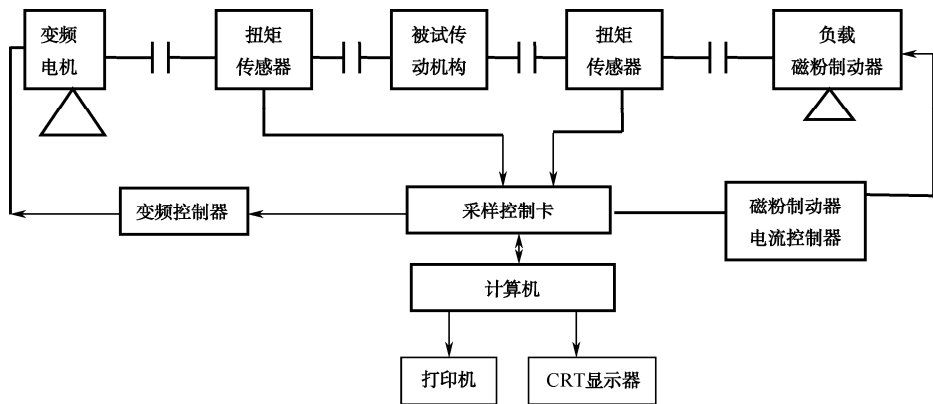 变频
电机
扭矩
传感器
被试传
动机构
扭矩
传感器
负载
磁粉制动器
变频控制器
采样控制卡
磁粉制动器
电流控制器
计算机
打印机
CRT显示器